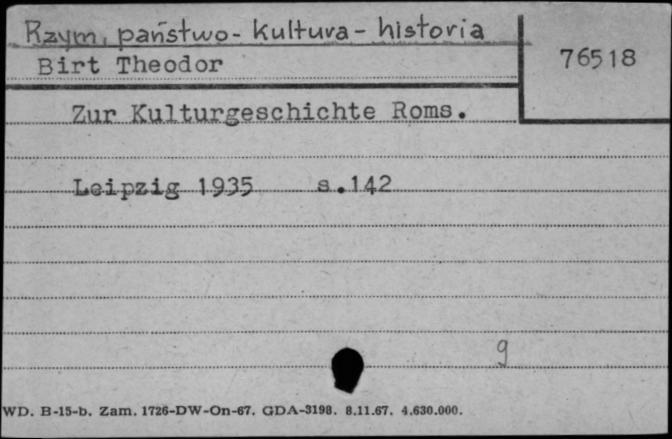 Rzym, państwo - kultura - historia
76518
Birt Theodor
Zur Kulturgeschichte Roms.
Leipzig 1935 s.142
9
WD. B-15-b. Zam. 1726-DW-On-67. GDA-3198. 8.11.67. 4.630.000.